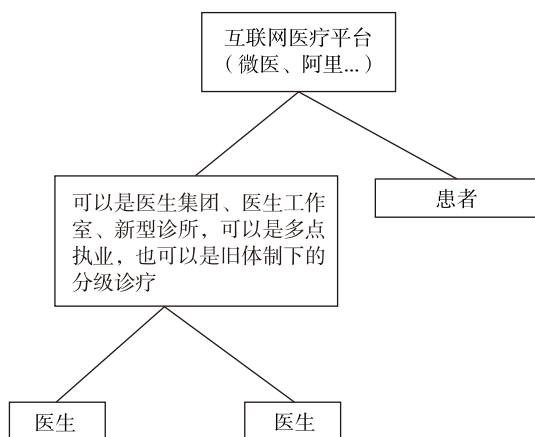 互联网医疗平台
（微医、阿里...）
可以是医生集团、医生工作
室、新型诊所，可以是多点
执业，也可以是旧体制下的
分级诊疗
患者
医生
医生